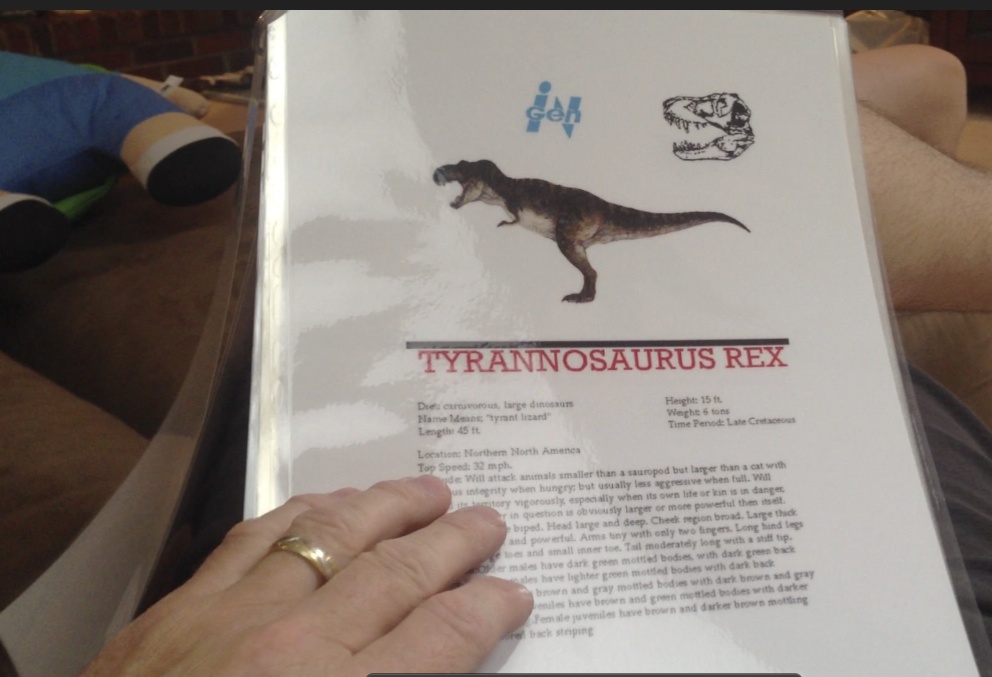 inGen
TYRANNOSAURUS REX
Diet: carnivorous, large dinosaurs
Name Means: "tyrant lizard"
Length: 45 ft.
Height: 15 ft.
Weight: 6 tons
Time Period: Late Cretaceous
Location: Northern North America
Top Speed: 32 mph.
Will attack animals smaller than a sauropod but larger than a cat with
integrity when hungry; but usually less aggressive when full. Will
its territory vigorously, especially when its own life or kin is in danger,
in question is obviously larger or more powerful then itself.
biped. Head large and deep. Cheek region broad. Large thick
and powerful. Arms tiny with only two fingers. Long hind legs
toes and small inner toe. Tail moderately long with a stiff tip.
males have dark green mottled bodies, with dark green back
have lighter green mottled bodies with dark back
brown and gray mottled bodies with dark brown and gray
have brown and green mottled bodies with darker
Female juveniles have brown and darker brown mottling
back striping